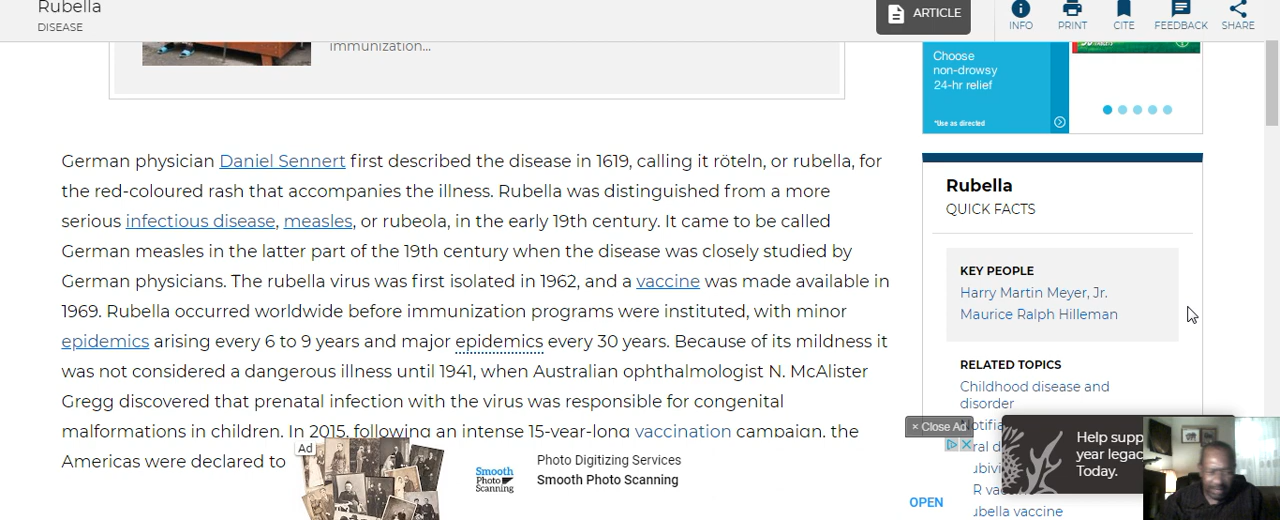 Rubella
DISEASE
ARTICLE
INFO
PRINT
CITE
FEEDBACK
SHARE
immunization...
Choose
non-drowsy
24-hr relief
*Use as directed
German physician Daniel Sennert first described the disease in 1619, calling it röteln, or rubella, for
the red-coloured rash that accompanies the illness. Rubella was distinguished from a more
serious infectious disease, measles, or rubeola, in the early 19th century. It came to be called
German measles in the latter part of the 19th century when the disease was closely studied by
German physicians. The rubella virus was first isolated in 1962, and a vaccine was made available in
1969. Rubella occurred worldwide before immunization programs were instituted, with minor
epidemics arising every 6 to 9 years and major epidemics every 30 years. Because of its mildness it
was not considered a dangerous illness until 1941, when Australian ophthalmologist N. McAlister
Gregg discovered that prenatal infection with the virus was responsible for congenital
malformations in children. In 2015, following an intense 15-year-long vaccination campaign, the
Americas were declared to
Rubella
QUICK FACTS
KEY PEOPLE
Harry Martin Meyer, Jr.
Maurice Ralph Hilleman
RELATED TOPICS
Childhood disease and
disorder
ubella vaccine
× Close Ad
Help supp
year legac
Today.
Ad
Smooth
Photo
Scanning
Photo Digitizing Services
Smooth Photo Scanning
OPEN